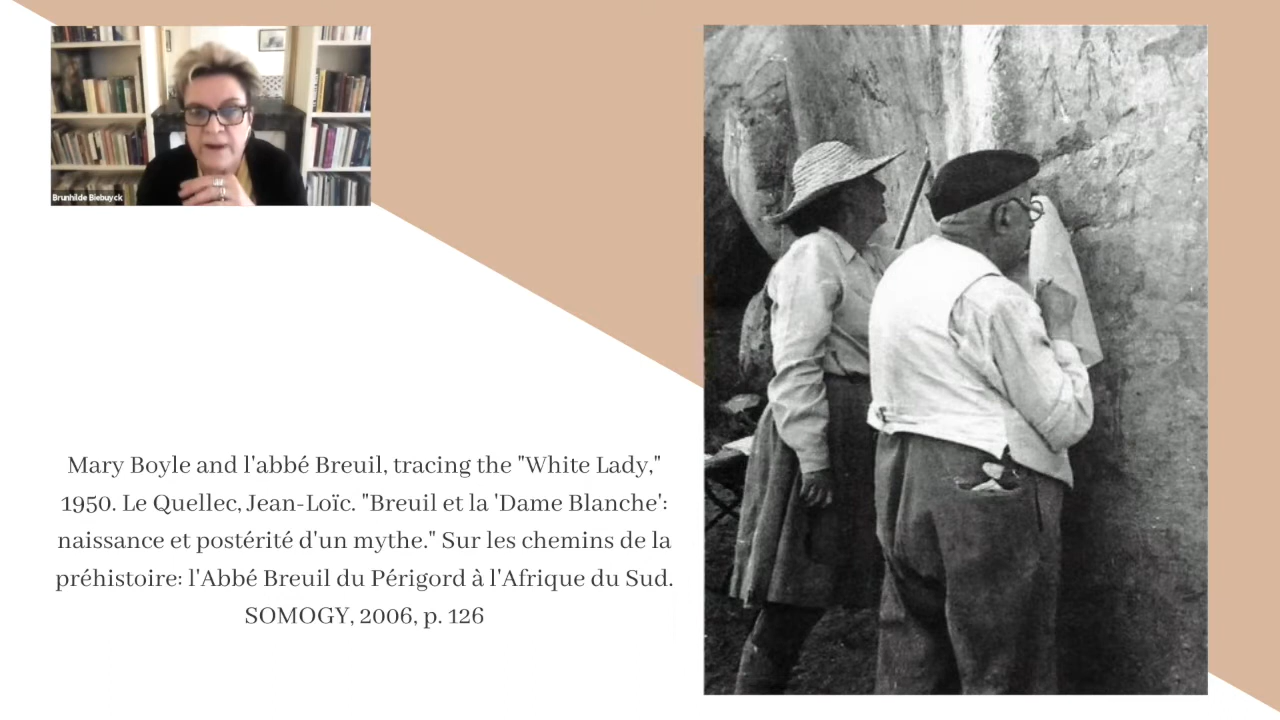 Brunhilde Biebuyck
Mary Boyle and l'abbé Breuil, tracing the "White Lady,"
1950. Le Quellec, Jean-Loïc. "Breuil et la 'Dame Blanche':
naissance et postérité d'un mythe." Sur les chemins de la
préhistoire: l'Abbé Breuil du Périgord à l'Afrique du Sud.
SOMOGY, 2006, p. 126